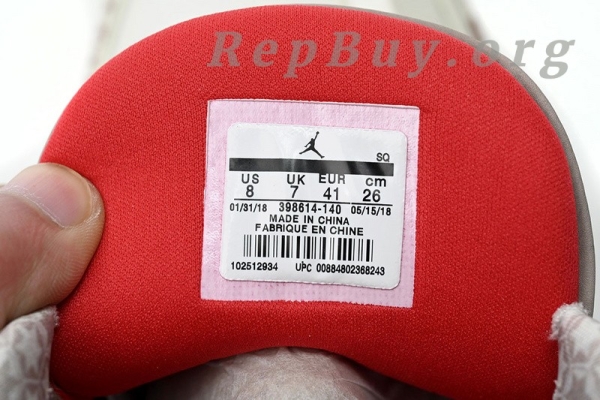 RepBuy.org
SQ
US UK EUR cm
8 7 41 26
01/31/18 398614-140 05/15/18
MADE IN CHINA
FABRIQUE EN CHINE
102512934 UPC 00884802368243